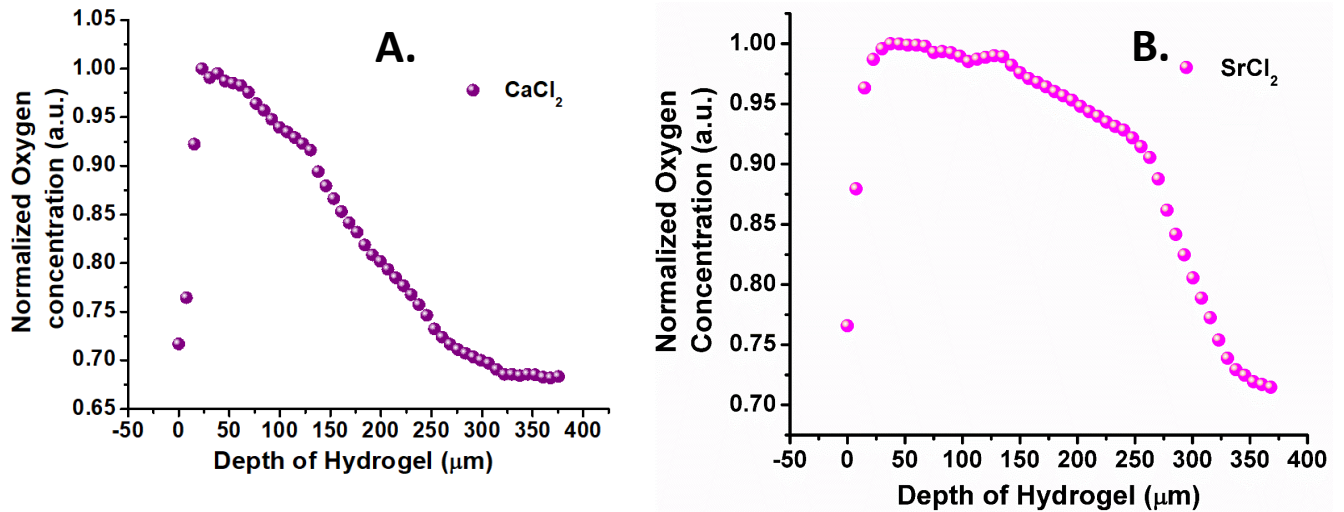 A.
CaCl2
1.05
1.00
0.95
0.90
0.85
0.80
0.75
0.70
0.65
-50 0 50 100 150 200 250 300 350 400
Normalized Oxygen
concentration (a.u.)
Depth of Hydrogel (μm)
B.
SrCl2
1.00
0.95
0.90
0.85
0.80
0.75
0.70
-50 0 50 100 150 200 250 300 350 400
Normalized Oxygen
Concentration (a.u.)
Depth of Hydrogel (μm)